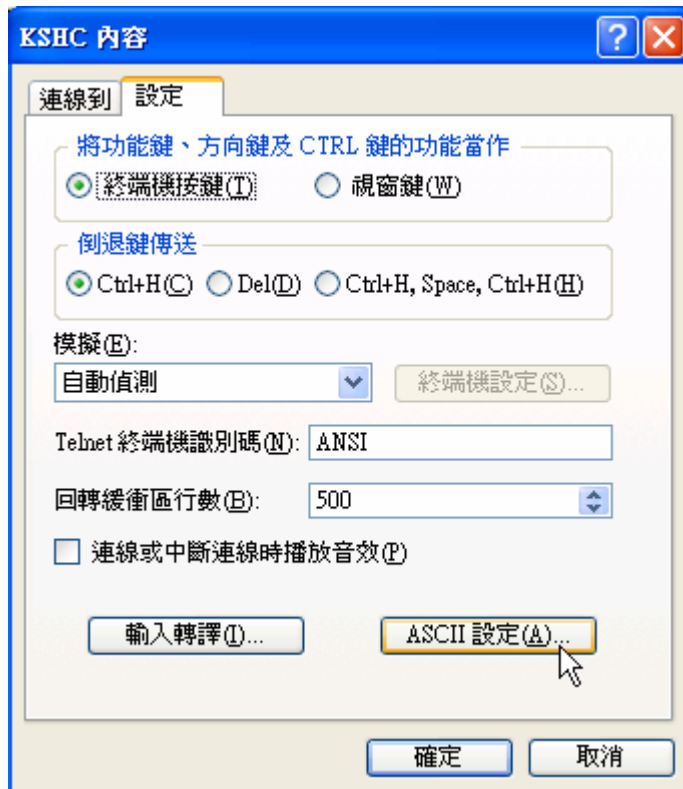 KSHC 內容
連線到 設定
將功能鍵、方向鍵及 CTRL 鍵的功能當作
終端機按鍵(T) 視窗鍵(W)
倒退鍵傳送
Ctrl+H(C) Del(D) Ctrl+H, Space, Ctrl+H(H)
模擬(E):
自動偵測 終端機設定(S)...
Telnet 終端機識別碼(N): ANSI
回轉緩衝區行數(B): 500
連線或中斷連線時播放音效(P)
輸入轉譯(I)... ASCII 設定(A)...
確定 取消